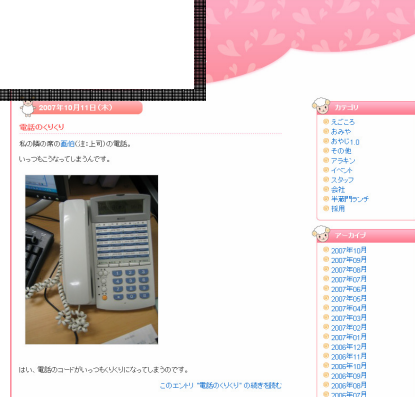 2007年10月11日(木)
電話のくりくり
私の隣の席の画伯(注:上司)の電話。
いっつもこうなってしまうんです。
はい、電話のコードがいっつもくりくりになってしまうのです。
このエントリ "電話のくりくり" の続きを読む
カテゴリ
えごころ
おみや
おやじ1.0
その他
アラキン
イベント
スタッフ
会社
半蔵門ランチ
採用
アーカイブ
2007年10月
2007年09月
2007年08月
2007年07月
2007年06月
2007年05月
2007年04月
2007年03月
2007年02月
2007年01月
2006年12月
2006年11月
2006年10月
2006年09月
2006年08月
2006年07月